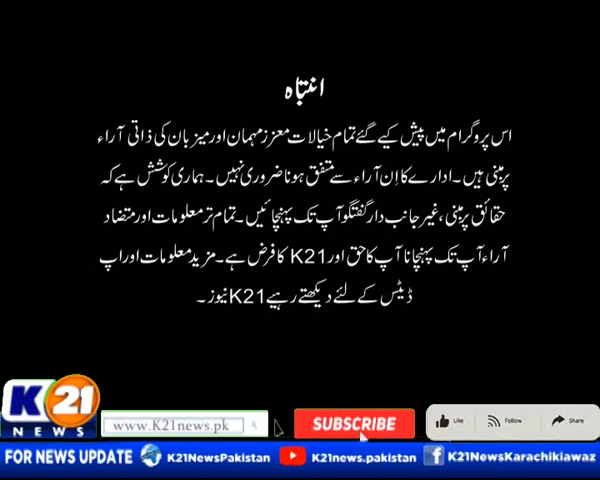 انتباہ
اس پروگرام میں پیش کیے گئے تمام خیالات معزز مہمان اور میزبان کی ذاتی آراء
پر مبنی ہیں۔ ادارے کا اِن آراء سے متفق ہونا ضروری نہیں۔ ہماری کوشش ہے کہ
حقائق پر مبنی، غیر جانب دار گفتگو آپ تک پہنچائیں۔ تمام تر معلومات اور متضاد
آراء آپ تک پہنچانا آپ کا حق اور K21 کا فرض ہے۔ مزید معلومات اور اپ
ڈیٹس کے لئے دیکھتے رہیے K21 نیوز۔
K21
NEWS
www.K21news.pk
SUBSCRIBE
Like
Follow
Share
FOR NEWS UPDATE
K21NewsPakistan
K21news.pakistan
K21NewsKarachikiawaz